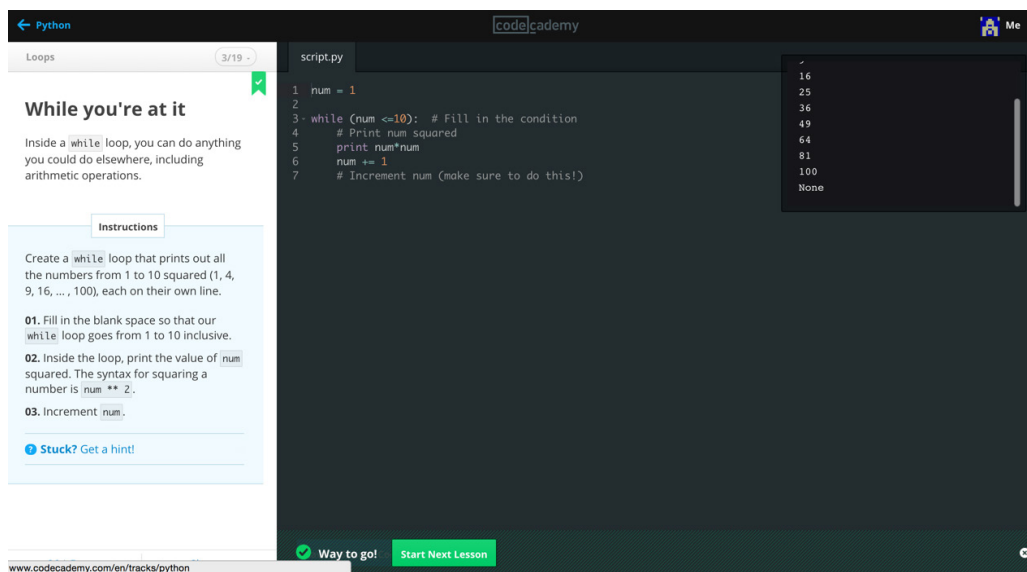 Python
codecademy
Me
Loops
3/19
While you're at it
Inside a while loop, you can do anything
you could do elsewhere, including
arithmetic operations.
Instructions
Create a while loop that prints out all
the numbers from 1 to 10 squared (1, 4,
9, 16, ... , 100), each on their own line.
01. Fill in the blank space so that our
while loop goes from 1 to 10 inclusive.
02. Inside the loop, print the value of num
squared. The syntax for squaring a
number is num ** 2.
03. Increment num.
? Stuck? Get a hint!
www.codecademy.com/en/tracks/python
script.py
1 num = 1
2
3 while (num <=10): # Fill in the condition
4 # Print num squared
5 print num*num
6 num += 1
7 # Increment num (make sure to do this!)
16
25
36
49
64
81
100
None
Way to go!
Start Next Lesson